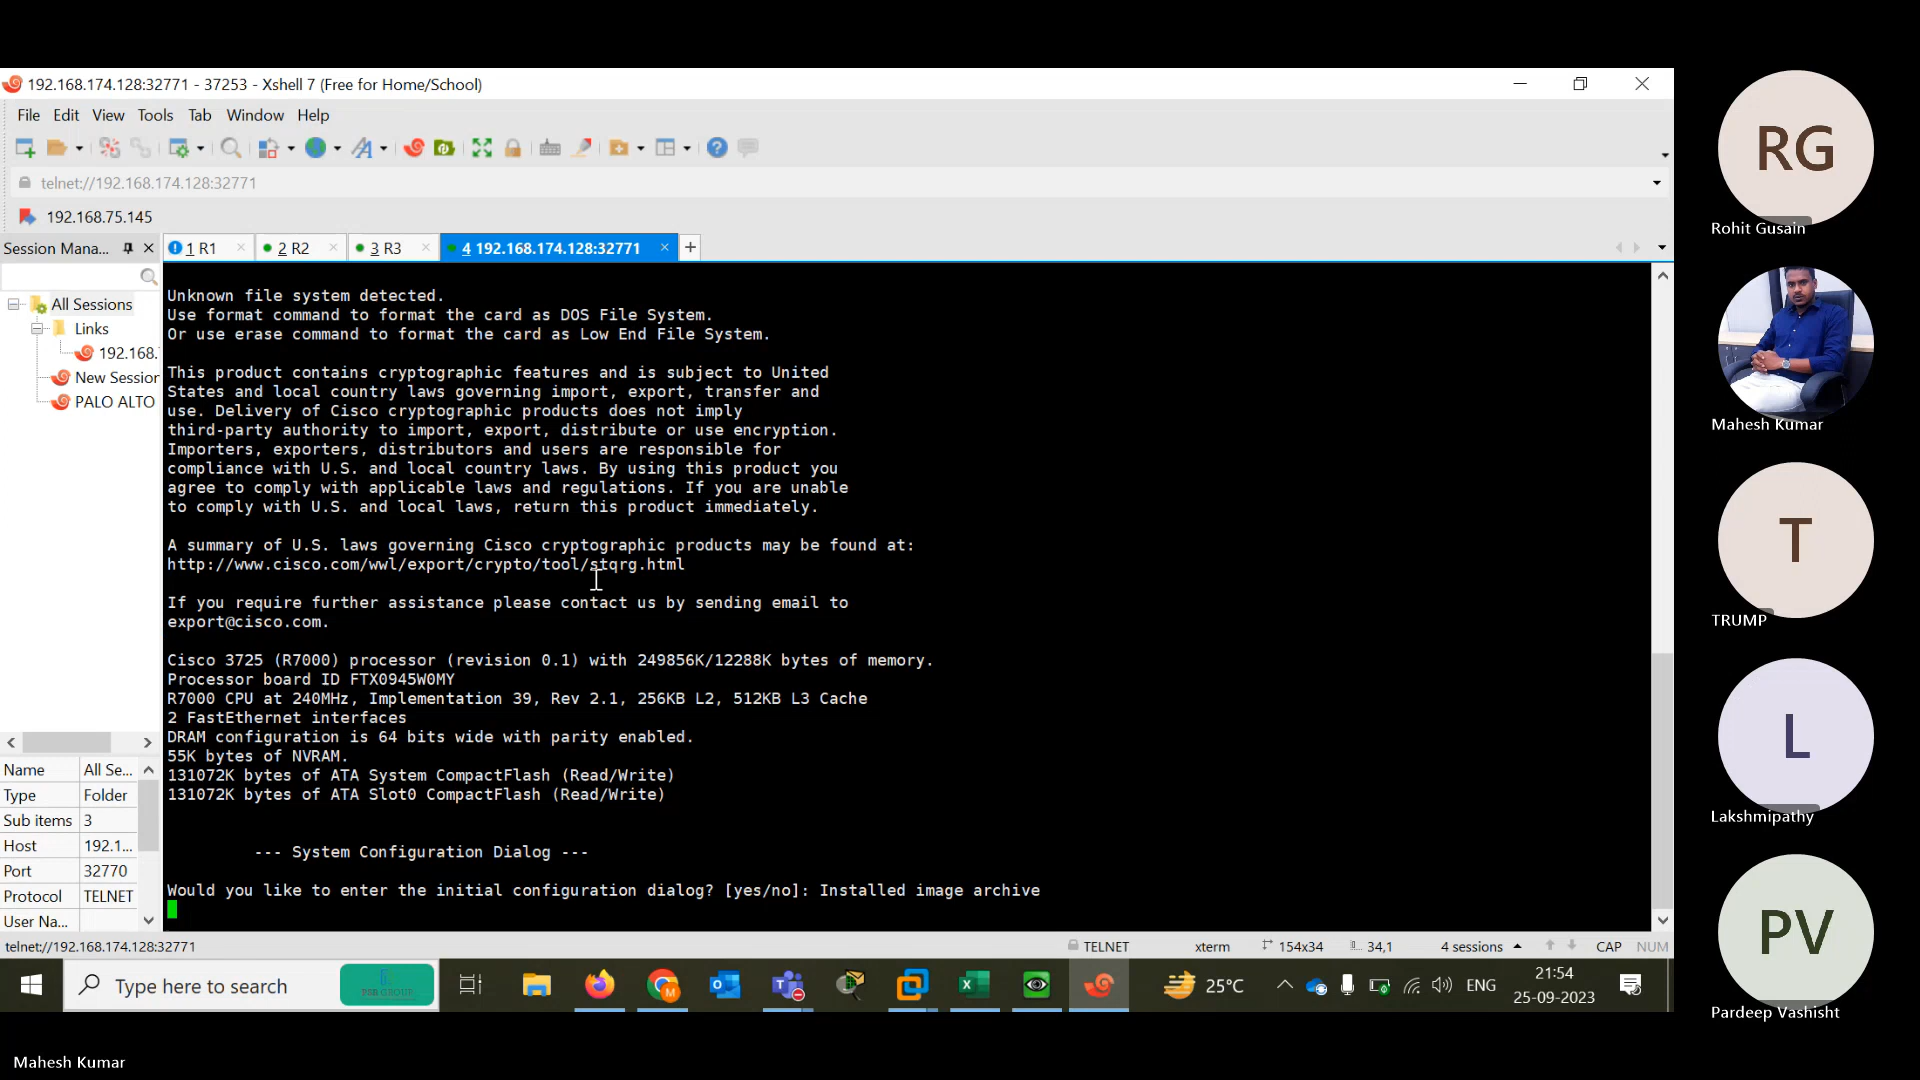 192.168.174.128:32771 - 37253 - Xshell 7 (Free for Home/School)
File Edit View Tools Tab Window Help
telnet://192.168.174.128:32771
192.168.75.145
Session Mana...
1 R1
2 R2
3 R3
4 192.168.174.128:32771
All Sessions
Links
192.168.
New Session
PALO ALTO
Name All Se...
Type Folder
Sub items 3
Host 192.1...
Port 32770
Protocol TELNET
User Na...
Unknown file system detected.
Use format command to format the card as DOS File System.
Or use erase command to format the card as Low End File System.
This product contains cryptographic features and is subject to United
States and local country laws governing import, export, transfer and
use. Delivery of Cisco cryptographic products does not imply
third-party authority to import, export, distribute or use encryption.
Importers, exporters, distributors and users are responsible for
compliance with U.S. and local country laws. By using this product you
agree to comply with applicable laws and regulations. If you are unable
to comply with U.S. and local laws, return this product immediately.
A summary of U.S. laws governing Cisco cryptographic products may be found at:
http://www.cisco.com/wwl/export/crypto/tool/stqrg.html
If you require further assistance please contact us by sending email to
export@cisco.com.
Cisco 3725 (R7000) processor (revision 0.1) with 249856K/12288K bytes of memory.
Processor board ID FTX0945W0MY
R7000 CPU at 240MHz, Implementation 39, Rev 2.1, 256KB L2, 512KB L3 Cache
2 FastEthernet interfaces
DRAM configuration is 64 bits wide with parity enabled.
55K bytes of NVRAM.
131072K bytes of ATA System CompactFlash (Read/Write)
131072K bytes of ATA Slot0 CompactFlash (Read/Write)
--- System Configuration Dialog ---
Would you like to enter the initial configuration dialog? [yes/no]: Installed image archive
telnet://192.168.174.128:32771
TELNET xterm 154x34 34,1 4 sessions CAP NUM
Type here to search
PSB GROUP
25°C
ENG
21:54
25-09-2023
RG
Rohit Gusain
Mahesh Kumar
T
TRUMP
L
Lakshmipathy
PV
Pardeep Vashisht
Mahesh Kumar